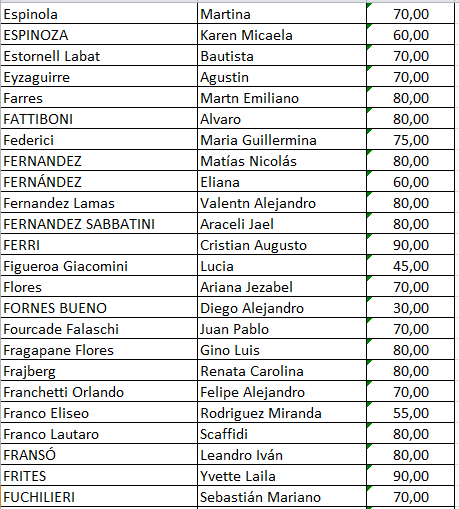 Espinola Martina 70,00
ESPINOZA Karen Micaela 60,00
Estornell Labat Bautista 70,00
Eyzaguirre Agustin 70,00
Farres Martn Emiliano 80,00
FATTIBONI Alvaro 80,00
Federici Maria Guillermina 75,00
FERNANDEZ Matías Nicolás 80,00
FERNÁNDEZ Eliana 60,00
Fernandez Lamas Valentn Alejandro 80,00
FERNANDEZ SABBATINI Araceli Jael 80,00
FERRI Cristian Augusto 90,00
Figueroa Giacomini Lucia 45,00
Flores Ariana Jezabel 70,00
FORNES BUENO Diego Alejandro 30,00
Fourcade Falaschi Juan Pablo 70,00
Fragapane Flores Gino Luis 80,00
Frajberg Renata Carolina 80,00
Franchetti Orlando Felipe Alejandro 70,00
Franco Eliseo Rodriguez Miranda 55,00
Franco Lautaro Scaffidi 80,00
FRANSÓ Leandro Iván 80,00
FRITES Yvette Laila 90,00
FUCHILIERI Sebastián Mariano 70,00